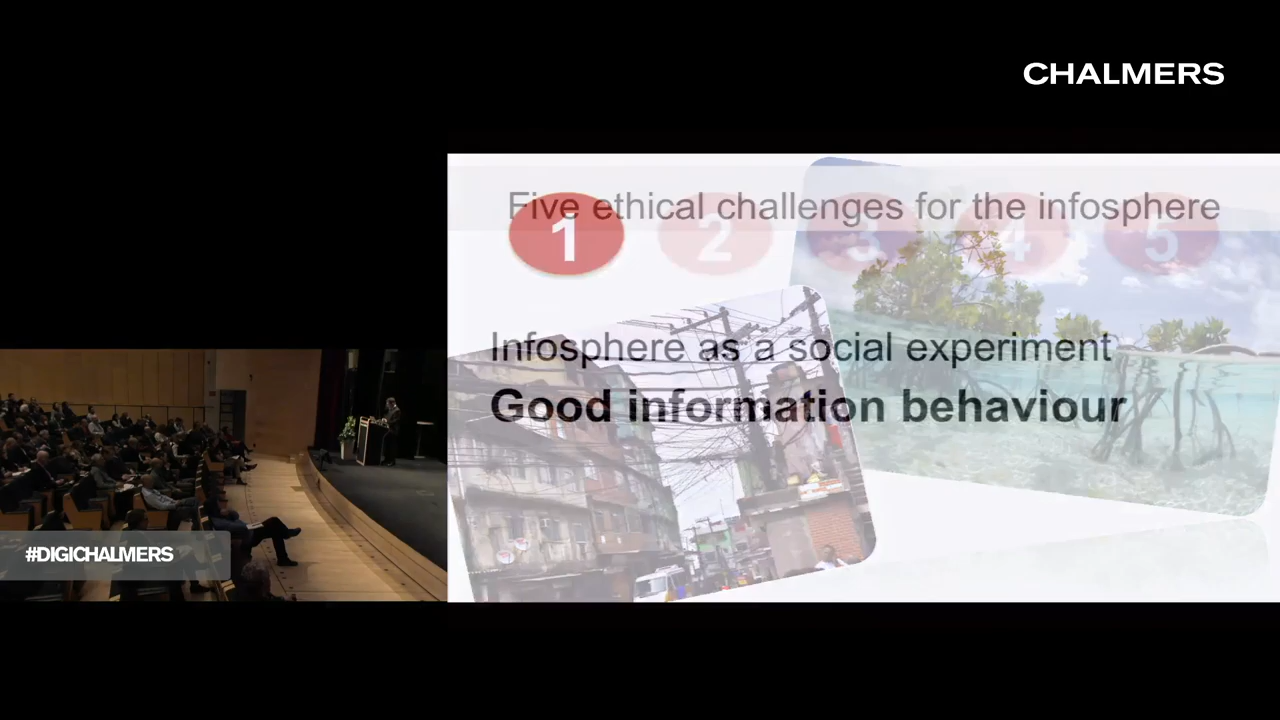 CHALMERS
Five ethical challenges for the infosphere
1 2 3 4 5
Infosphere as a social experiment
Good information behaviour
#DIGICHALMERS